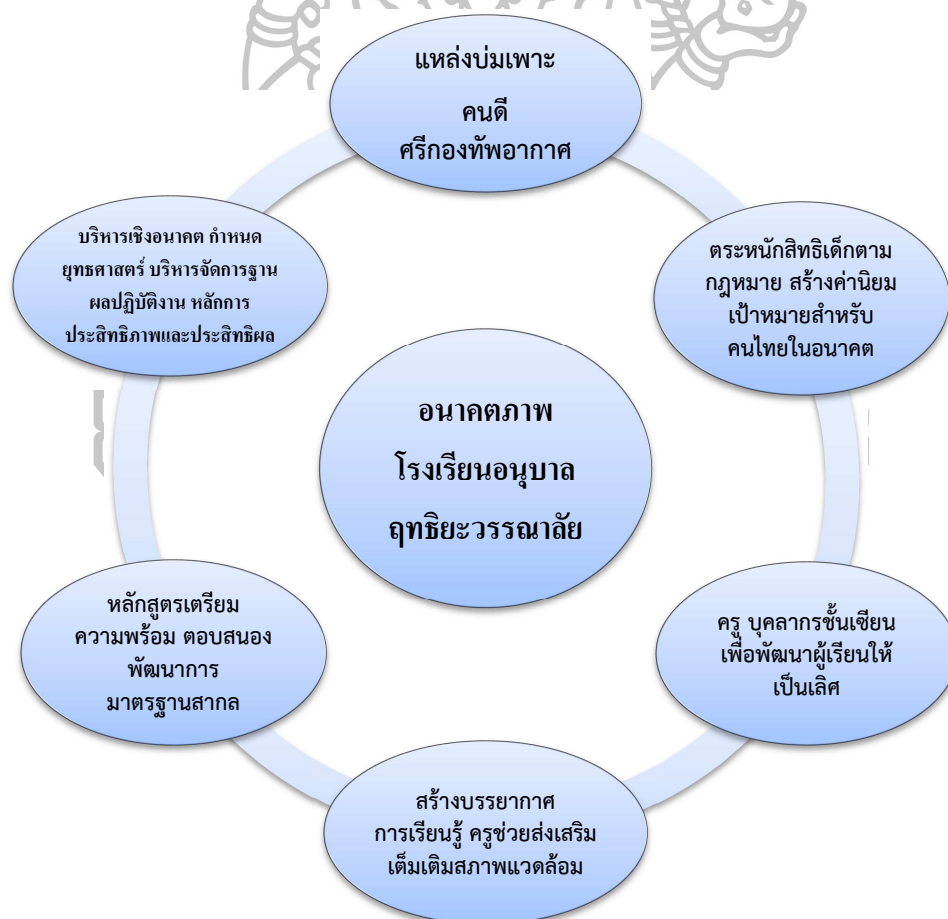 แหล่งบ่มเพาะ
คนดี
ศรีกองทัพอากาศ
ตระหนักสิทธิเด็กตาม
กฎหมาย สร้างค่านิยม
เป้าหมายสำหรับ
คนไทยในอนาคต
ครู บุคลากรชั้นเซียน
เพื่อพัฒนาผู้เรียนให้
เป็นเลิศ
สร้างบรรยากาศ
การเรียนรู้ ครูช่วยส่งเสริม
เต็มเติมสภาพแวดล้อม
หลักสูตรเตรียม
ความพร้อม ตอบสนอง
พัฒนาการ
มาตรฐานสากล
บริหารเชิงอนาคต กำหนด
ยุทธศาสตร์ บริหารจัดการฐาน
ผลปฏิบัติงาน หลักการ
ประสิทธิภาพและประสิทธิผล
อนาคตภาพ
โรงเรียนอนุบาล
ฤทธิยะวรรณาลัย